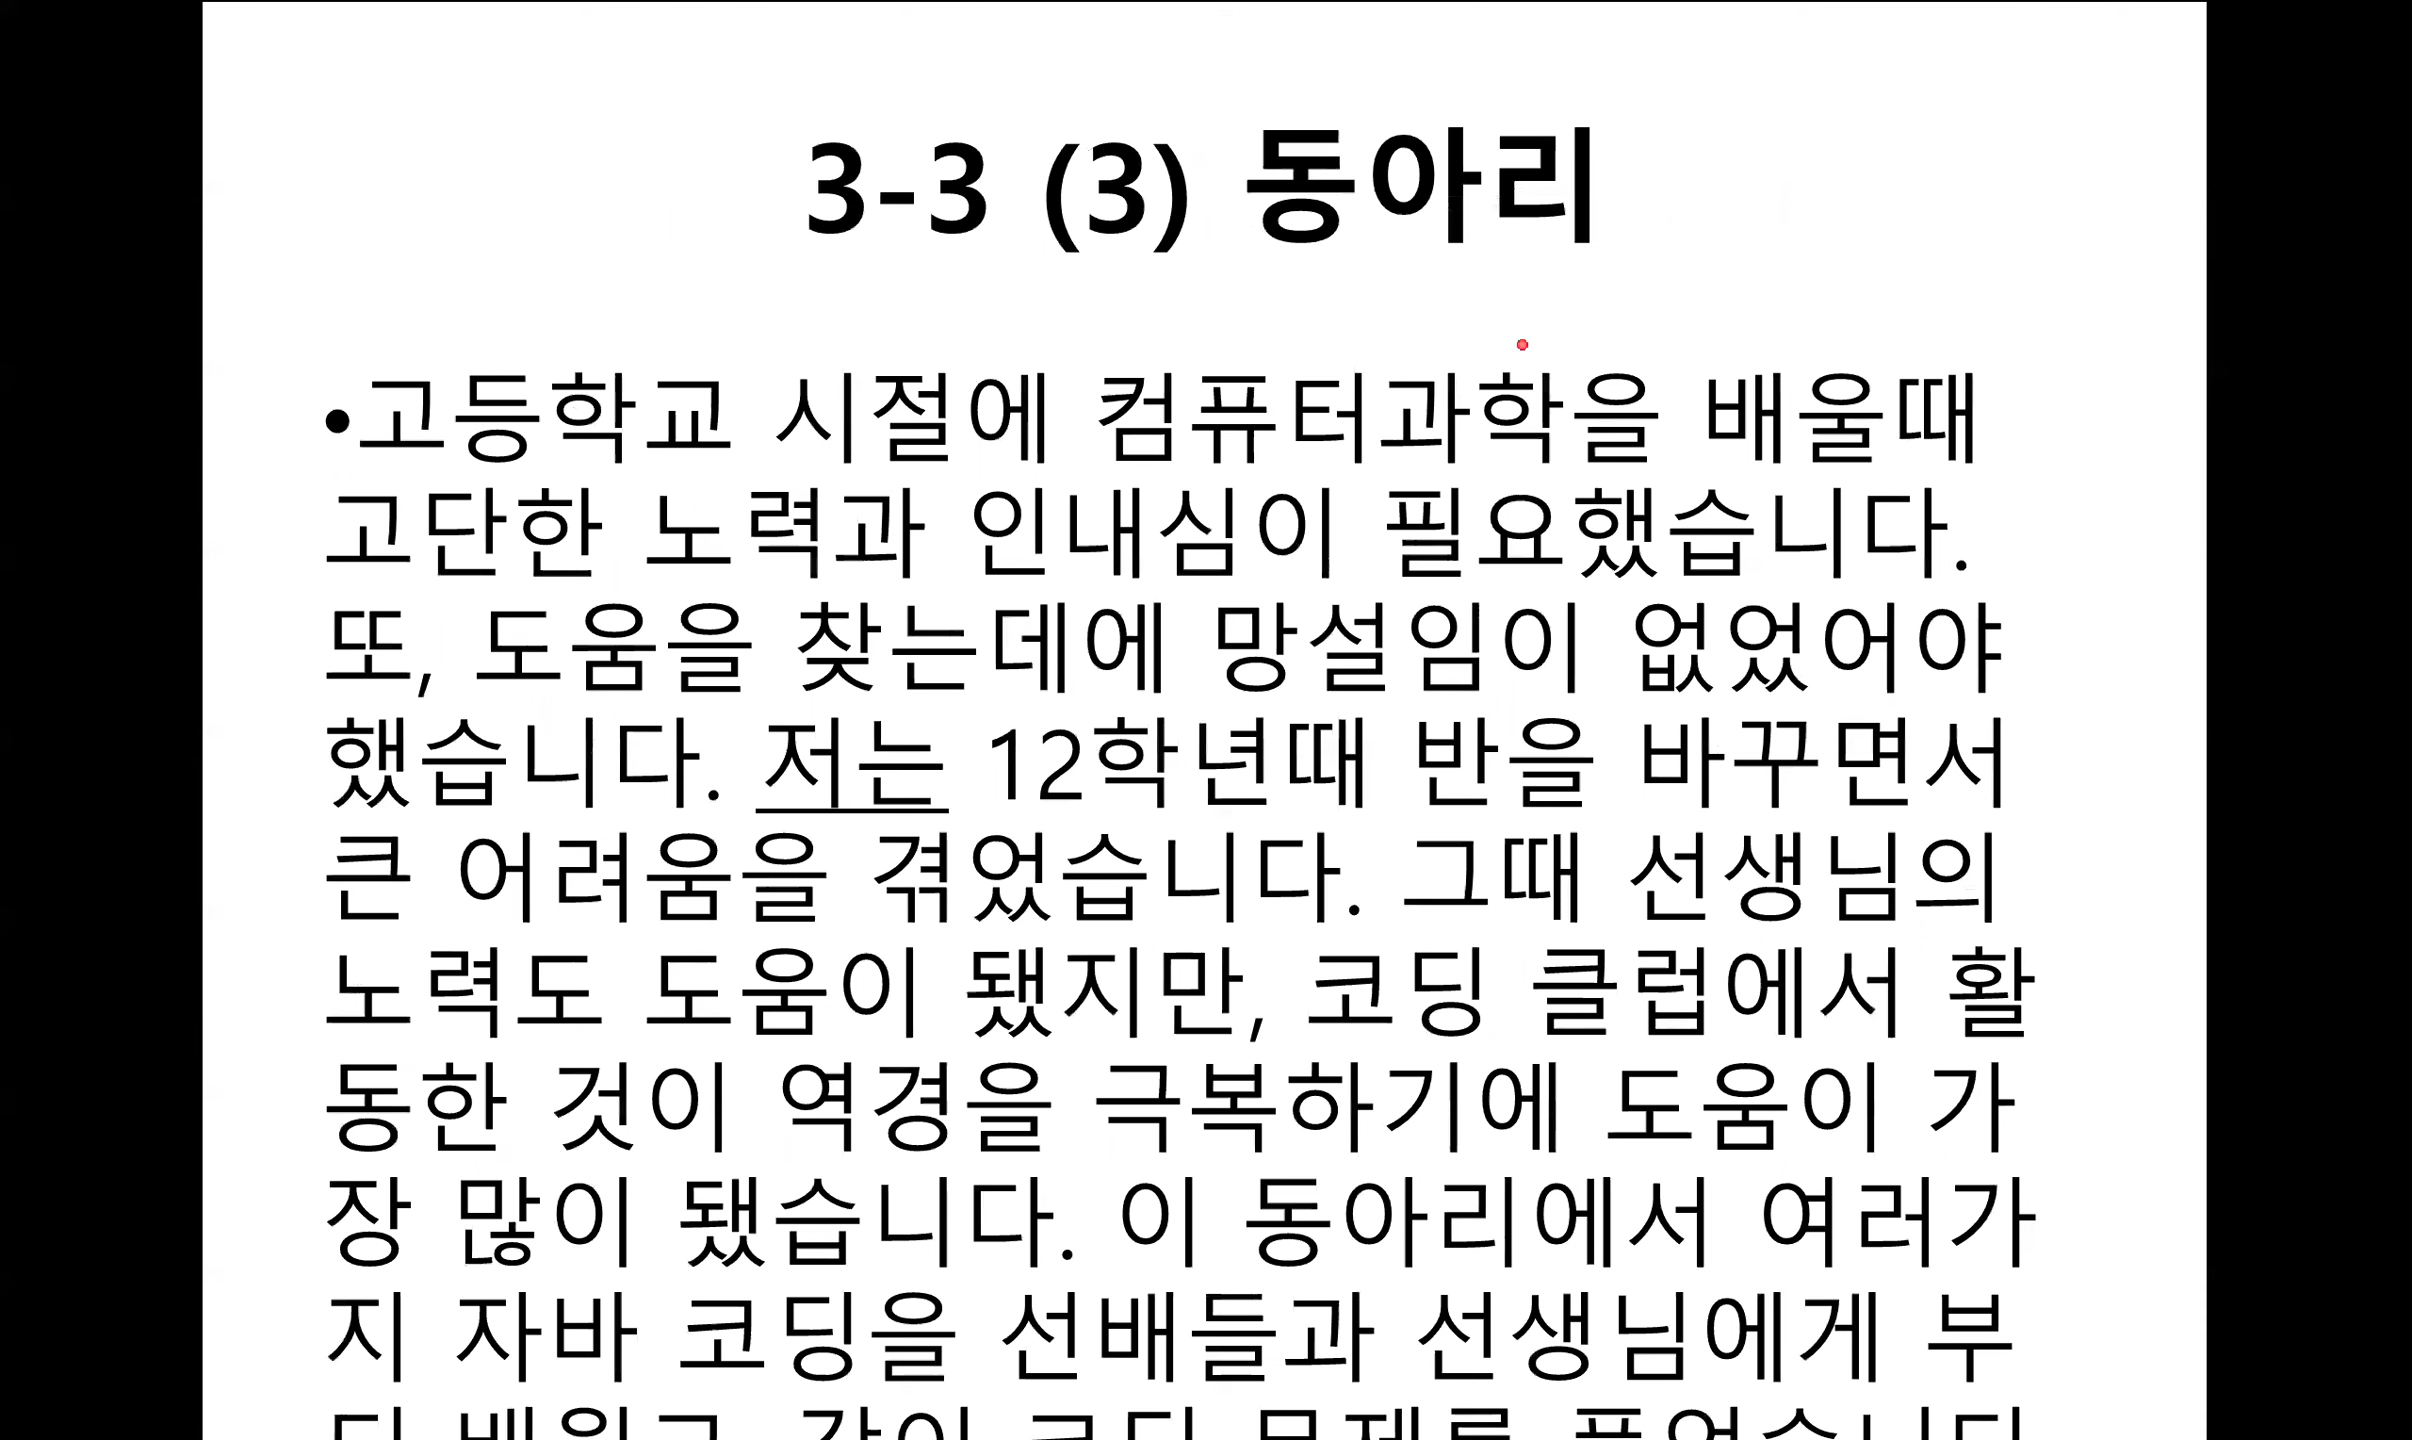 3-3 (3) 동아리
•고등학교 시절에 컴퓨터과학을 배울때
고단한 노력과 인내심이 필요했습니다.
또, 도움을 찾는데에 망설임이 없었어야
했습니다. 저는 12학년때 반을 바꾸면서
큰 어려움을 겪었습니다. 그때 선생님의
노력도 도움이 됐지만, 코딩 클럽에서 활
동한 것이 역경을 극복하기에 도움이 가
장 많이 됐습니다. 이 동아리에서 여러가
지 자바 코딩을 선배들과 선생님에게 부